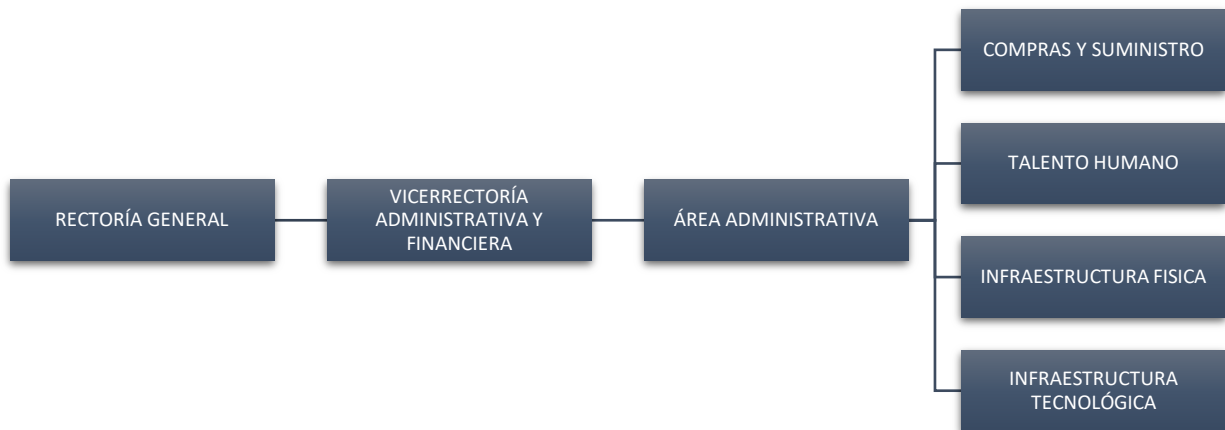 COMPRAS Y SUMINISTRO
TALENTO HUMANO
RECTORÍA GENERAL
VICERRECTORÍA
ADMINISTRATIVA Y
FINANCIERA
ÁREA ADMINISTRATIVA
INFRAESTRUCTURA FISICA
INFRAESTRUCTURA
TECNOLÓGICA